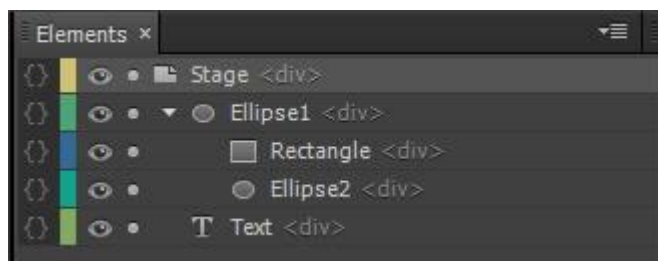 Elements ×
{} Stage <div>
{} Ellipse1 <div>
{} Rectangle <div>
{} Ellipse2 <div>
{} T Text <div>